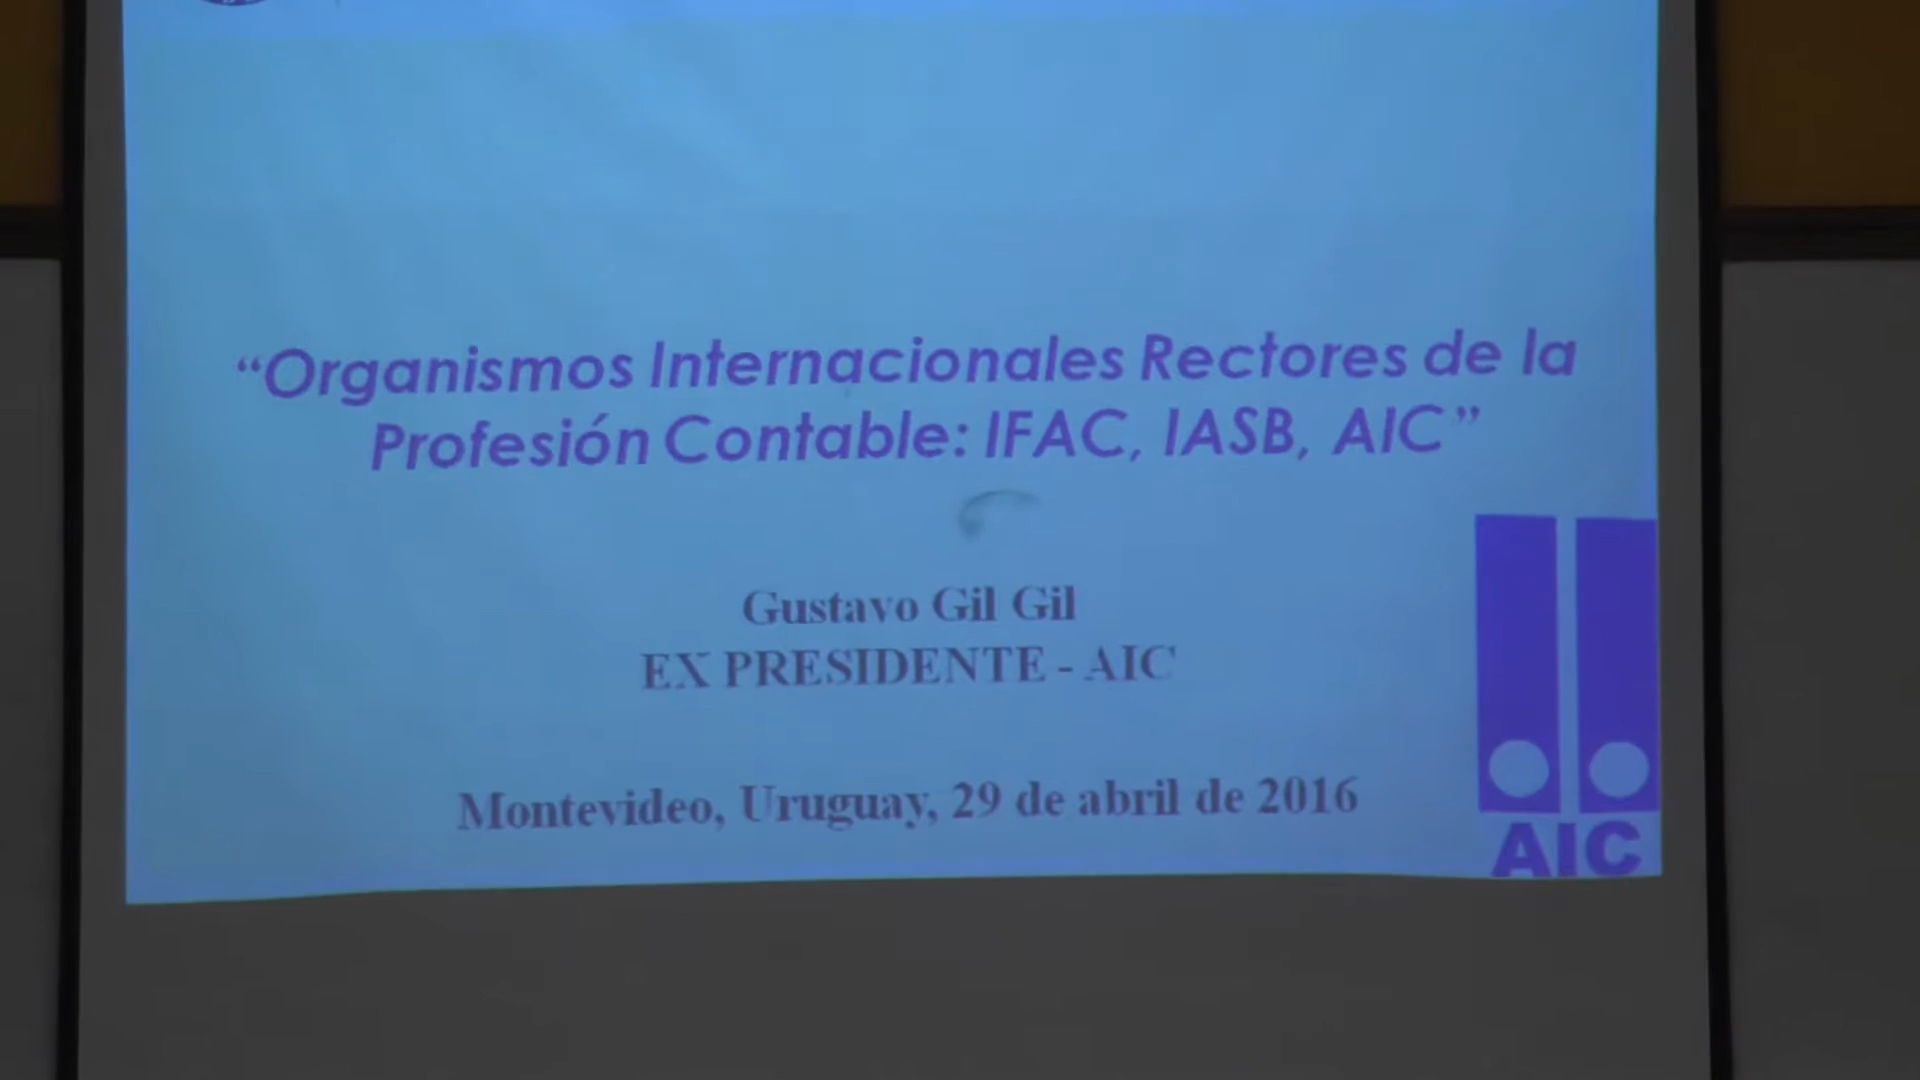 “Organismos Internacionales Rectores de la
Profesión Contable: IFAC, IASB, AIC”
Gustavo Gil Gil
EX PRESIDENTE - AIC
Montevideo, Uruguay, 29 de abril de 2016
AIC